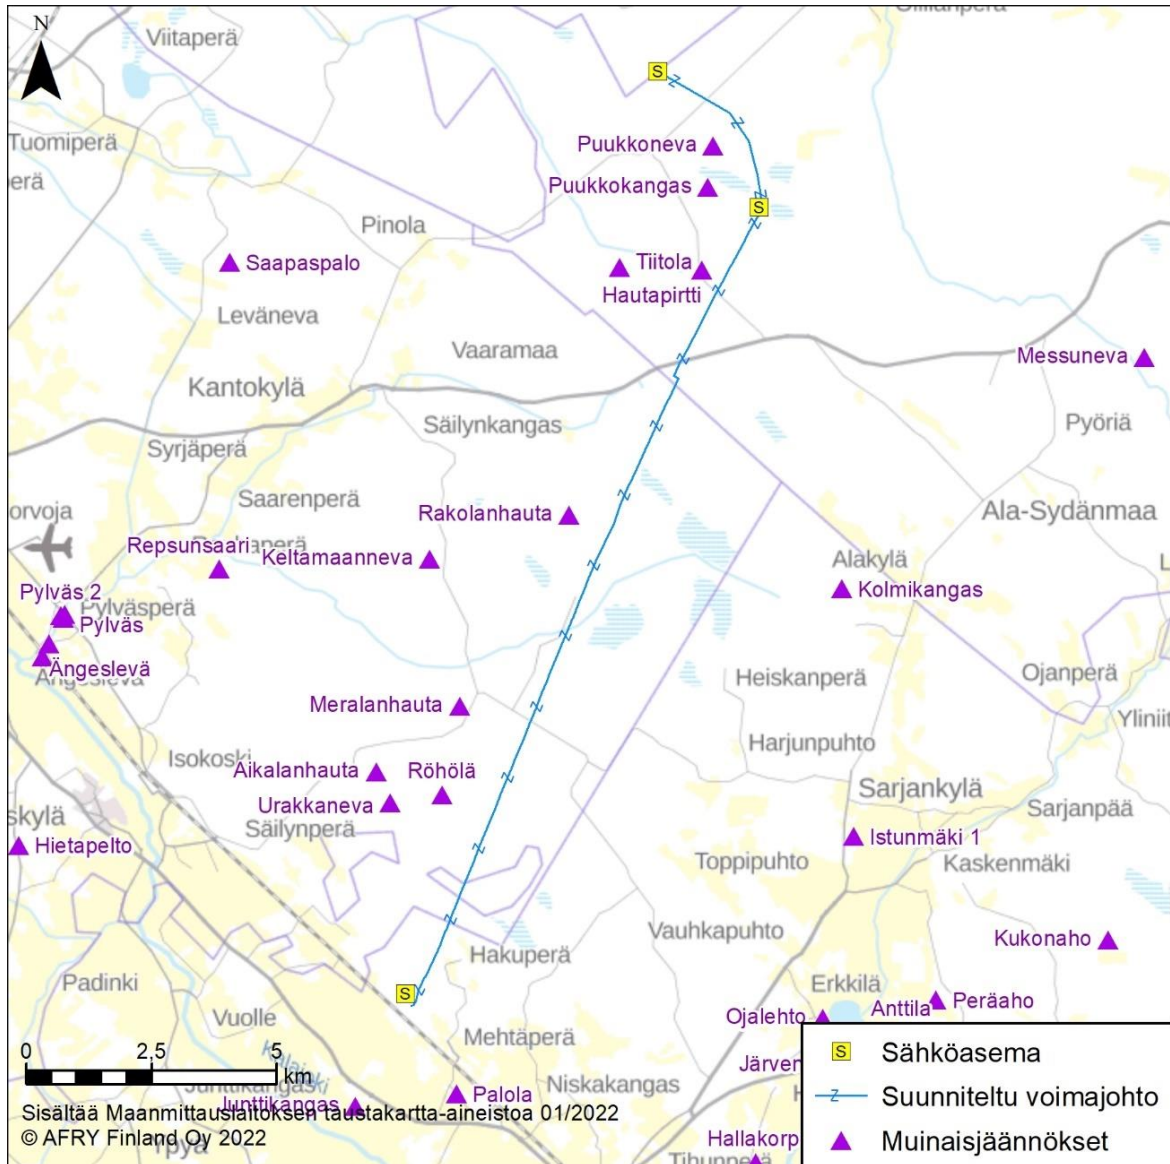 N
Viitaperä
Tuomiperä
erä
Pinola
Puukkoneva
Puukkokangas
Saapaspalo
Tiitola
Hautapirtti
Leväneva
Vaaramaa
Messuneva
Kantokylä
Säilynkangas
Pyöriä
Syrjäperä
Saarenperä
orvoja
Rakolanhauta
Ala-Sydänmaa
Repsunsaari
Keltamaanneva
Alakylä
Kolmikangas
Pylväs 2
Pylväsperä
Pylväs
Ängeslevä
Heiskanperä
Ojanperä
Meralanhauta
Yliniit
Harjunpuhto
Isokoski
Aikalanhauta
Röhölä
Urakkaneva
Sarjankylä
Sarjanpää
skylä
Säilynperä
Hietapelto
Istunmäki 1
Toppipuhto
Kaskenmäki
Vauhkapuhto
Kukonaho
Hakuperä
Padinki
Erkkilä
Anttila
Peräaho
Vuolle
Ojalehto
Mehtäperä
Järven
Niskakangas
Palola
Junttikangas
Hallakorp
Tihunperä
S
S
S
0 2,5 5
km
Sisältää Maanmittauslaitoksen taustakartta-aineistoa 01/2022
© AFRY Finland Oy 2022
S Sähköasema
Suunniteltu voimajohto
Muinaisjäännökset